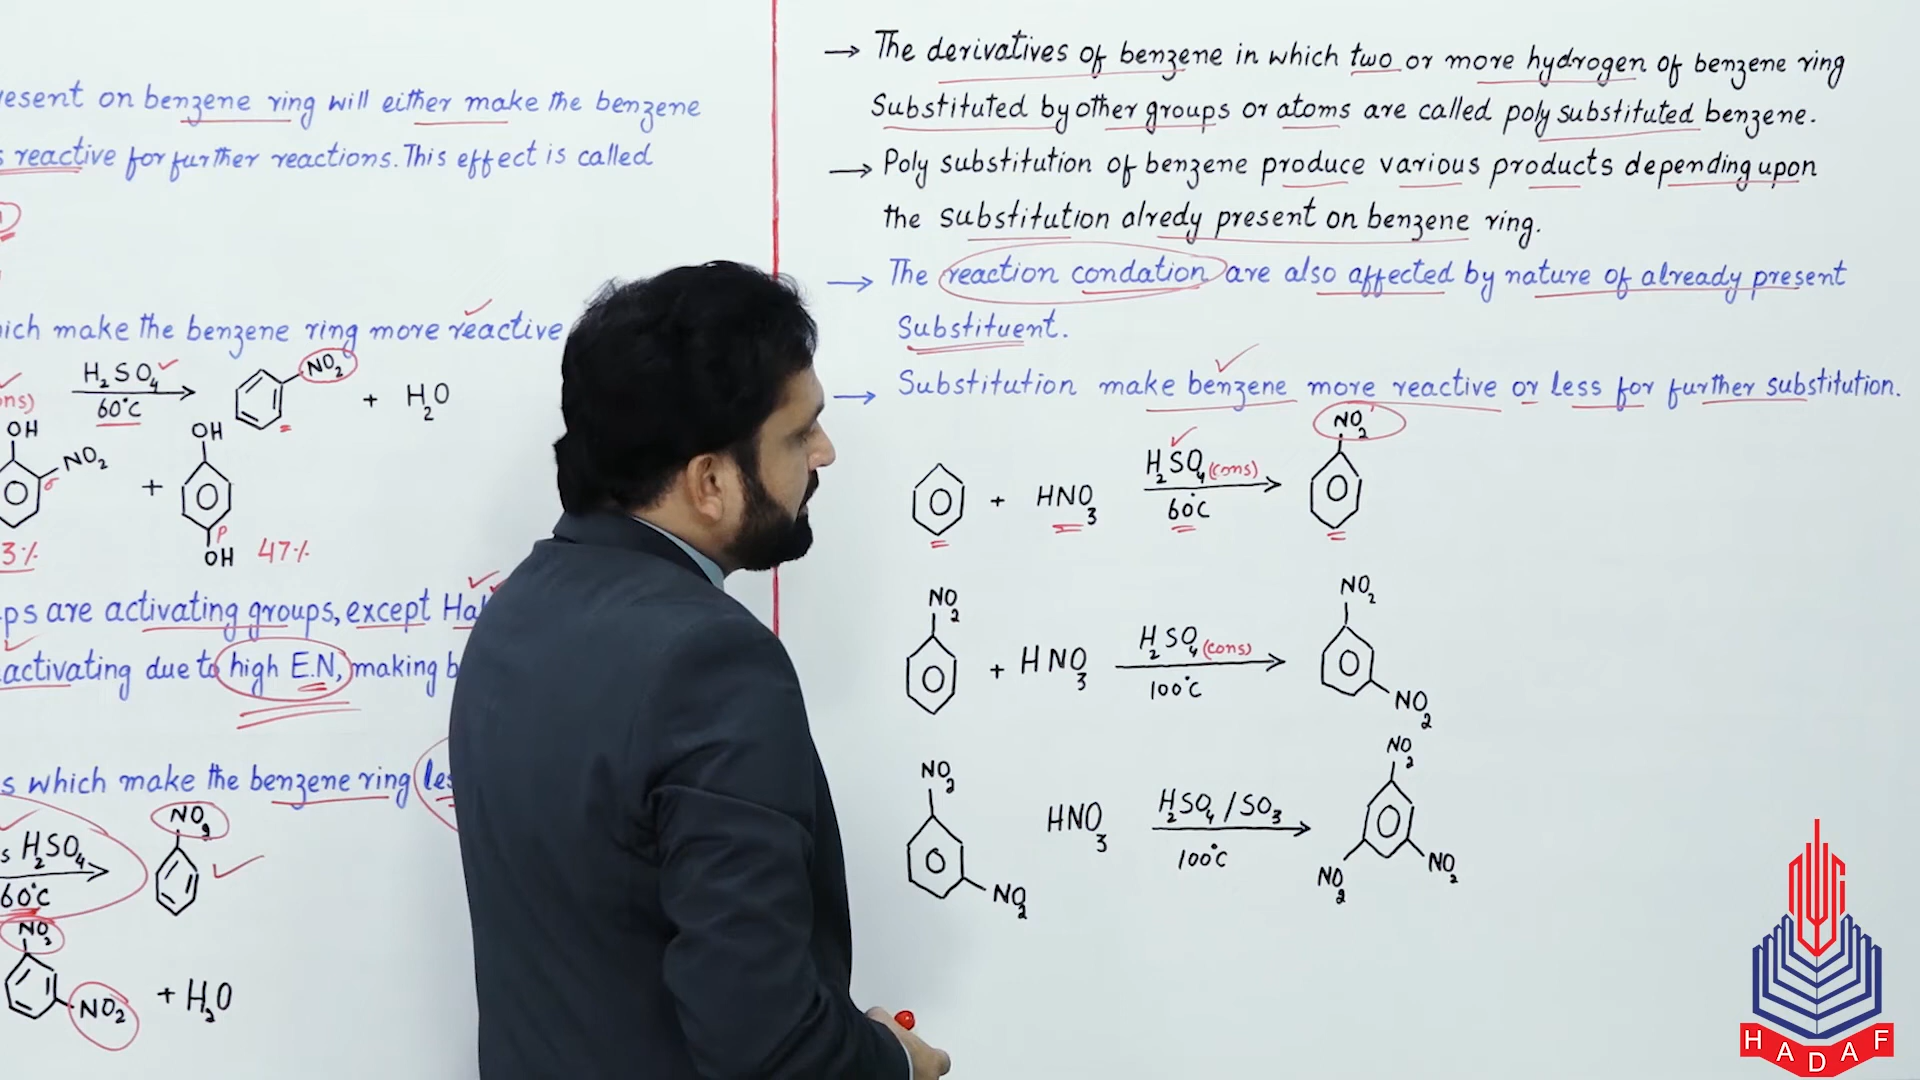 esent on benzene ring will either make the benzene
s reactive for further reactions. This effect is called
ich make the benzene ring more reactive
ns)
H2SO4
60°C
NO2
+ H2O
OH
NO2
σ
+
OH
P
OH
3%
47%
ps are activating groups, except Hal
activating due to high E.N, making b
s which make the benzene ring les
s H2SO4
60°C
NO2
NO2
NO2
+ H2O
→ The derivatives of benzene in which two or more hydrogen of benzene ring
Substituted by other groups or atoms are called poly substituted benzene.
→ Poly substitution of benzene produce various products depending upon
the substitution alredy present on benzene ring.
→ The reaction condation are also affected by nature of already present
Substituent.
→ Substitution make benzene more reactive or less for further substitution.
+ HNO3
H2SO4(cons)
60°C
NO2
NO2
+ HNO3
H2SO4(cons)
100°C
NO2
NO2
NO2
NO2
HNO3
H2SO4/SO3
100°C
NO2
NO2
NO2
HADAF